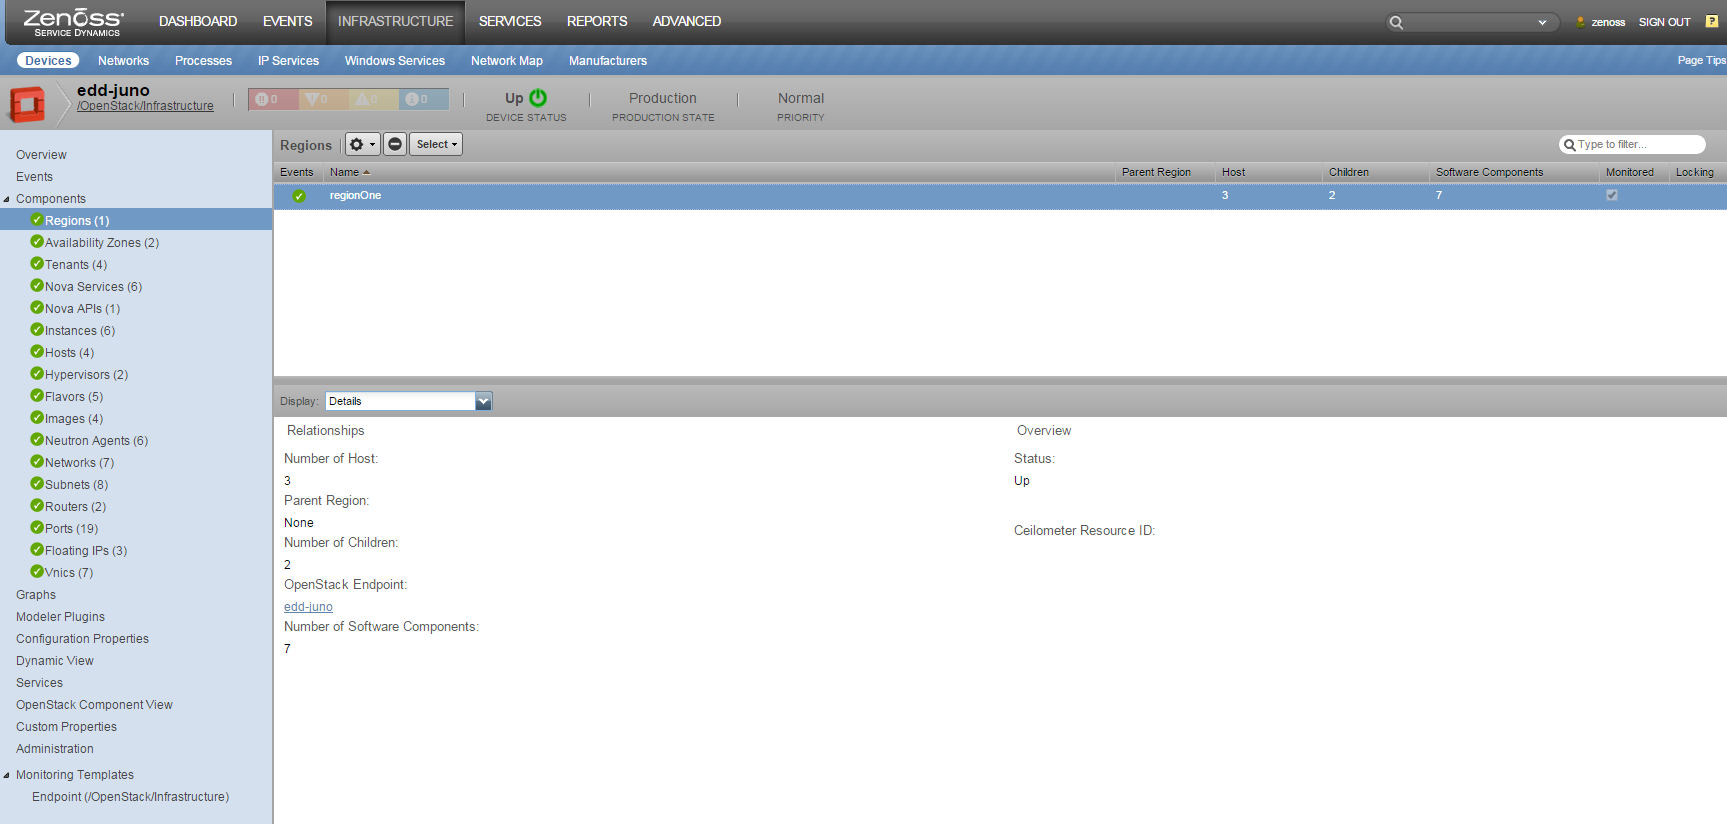 Zenoss®
SERVICE DYNAMICS
DASHBOARD EVENTS INFRASTRUCTURE SERVICES REPORTS ADVANCED
zenoss SIGN OUT ?
Devices Networks Processes IP Services Windows Services Network Map Manufacturers Page Tips
edd-juno
/OpenStack/Infrastructure
0 0 0 0
Up
DEVICE STATUS
Production
PRODUCTION STATE
Normal
PRIORITY
Overview
Events
Components
Regions (1)
Availability Zones (2)
Tenants (4)
Nova Services (6)
Nova APIs (1)
Instances (6)
Hosts (4)
Hypervisors (2)
Flavors (5)
Images (4)
Neutron Agents (6)
Networks (7)
Subnets (8)
Routers (2)
Ports (19)
Floating IPs (3)
Vnics (7)
Graphs
Modeler Plugins
Configuration Properties
Dynamic View
Services
OpenStack Component View
Custom Properties
Administration
Monitoring Templates
Endpoint (/OpenStack/Infrastructure)
Regions Select Type to filter...
Events Name Parent Region Host Children Software Components Monitored Locking
regionOne 3 2 7
Display: Details
Relationships
Number of Host:
3
Parent Region:
None
Number of Children:
2
OpenStack Endpoint:
edd-juno
Number of Software Components:
7
Overview
Status:
Up
Ceilometer Resource ID: